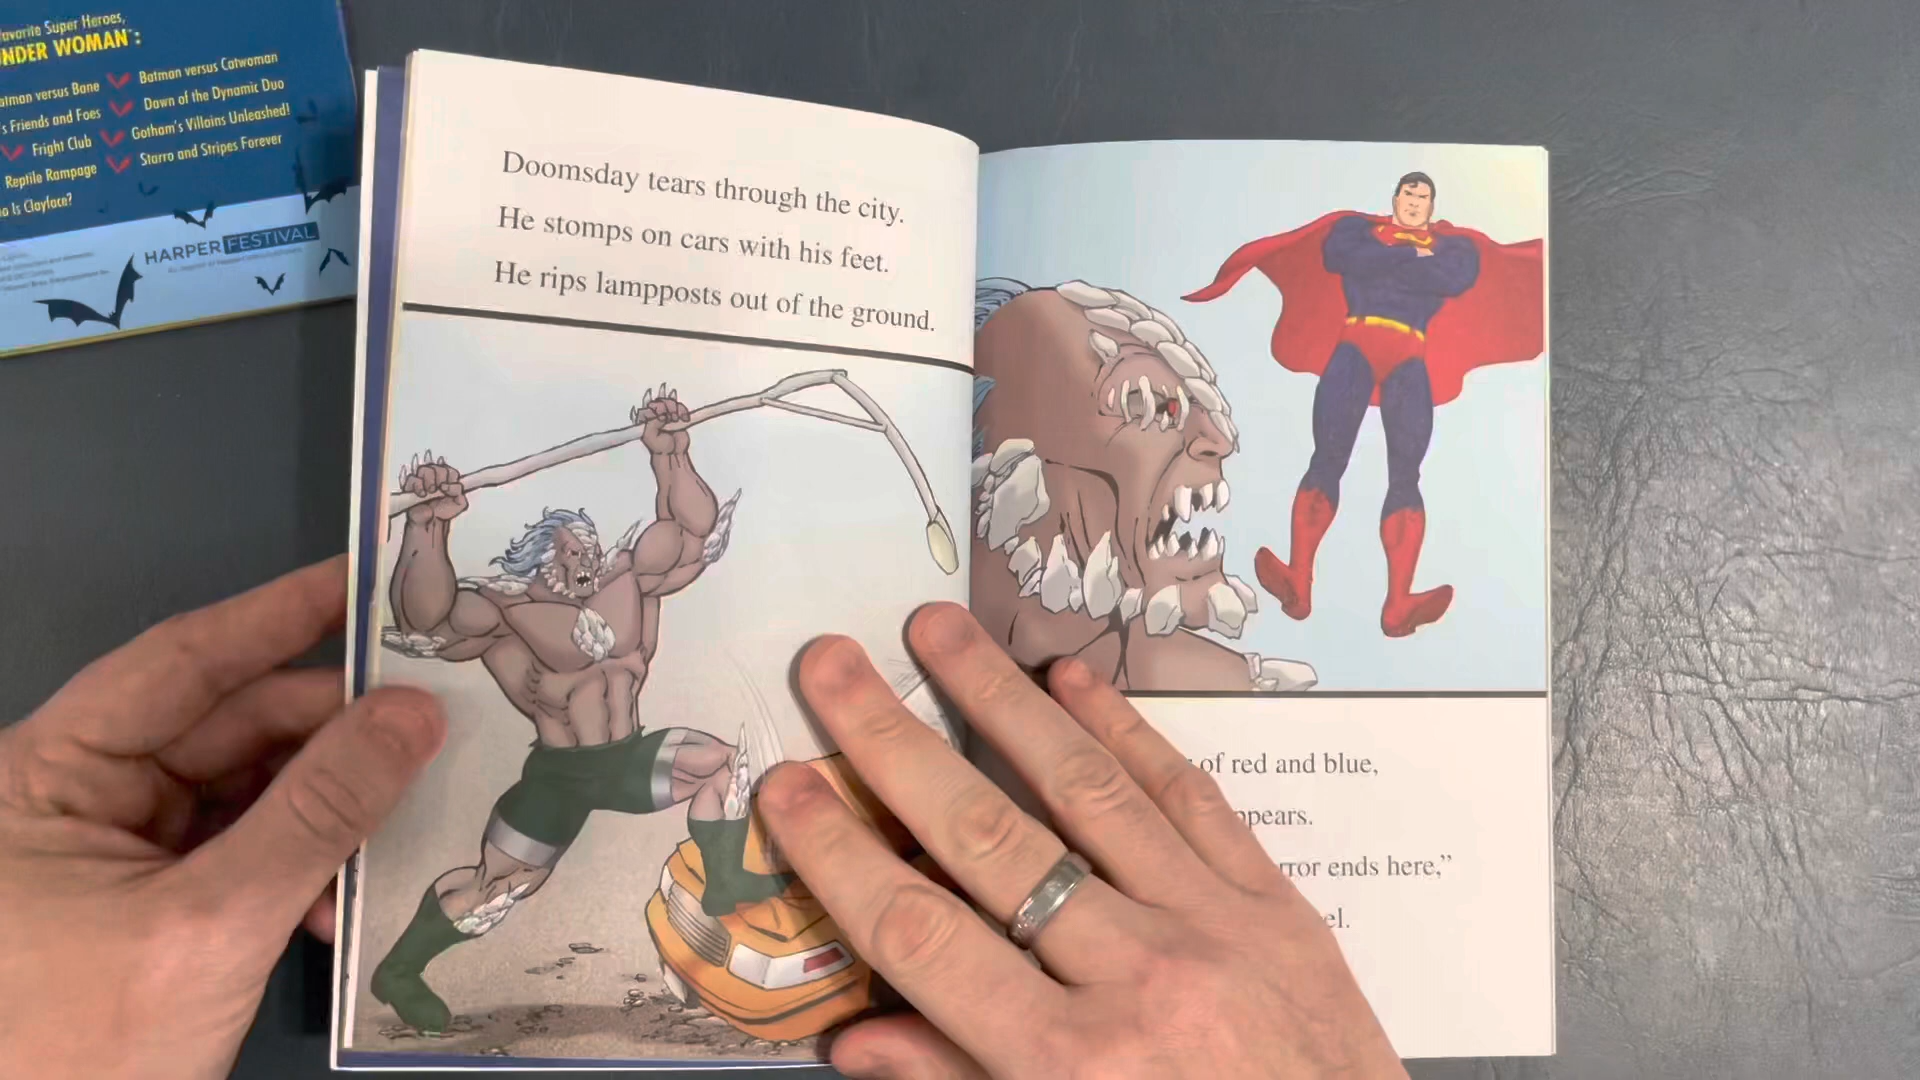 Favorite Super Heroes,
WONDER WOMAN™:
Batman versus Bane Batman versus Catwoman
's Friends and Foes Dawn of the Dynamic Duo
Fright Club Gotham's Villains Unleashed!
Reptile Rampage Starro and Stripes Forever
Who Is Clayface?
HARPER FESTIVAL
Doomsday tears through the city.
He stomps on cars with his feet.
He rips lampposts out of the ground.
of red and blue,
ppears.
rror ends here,”
el.